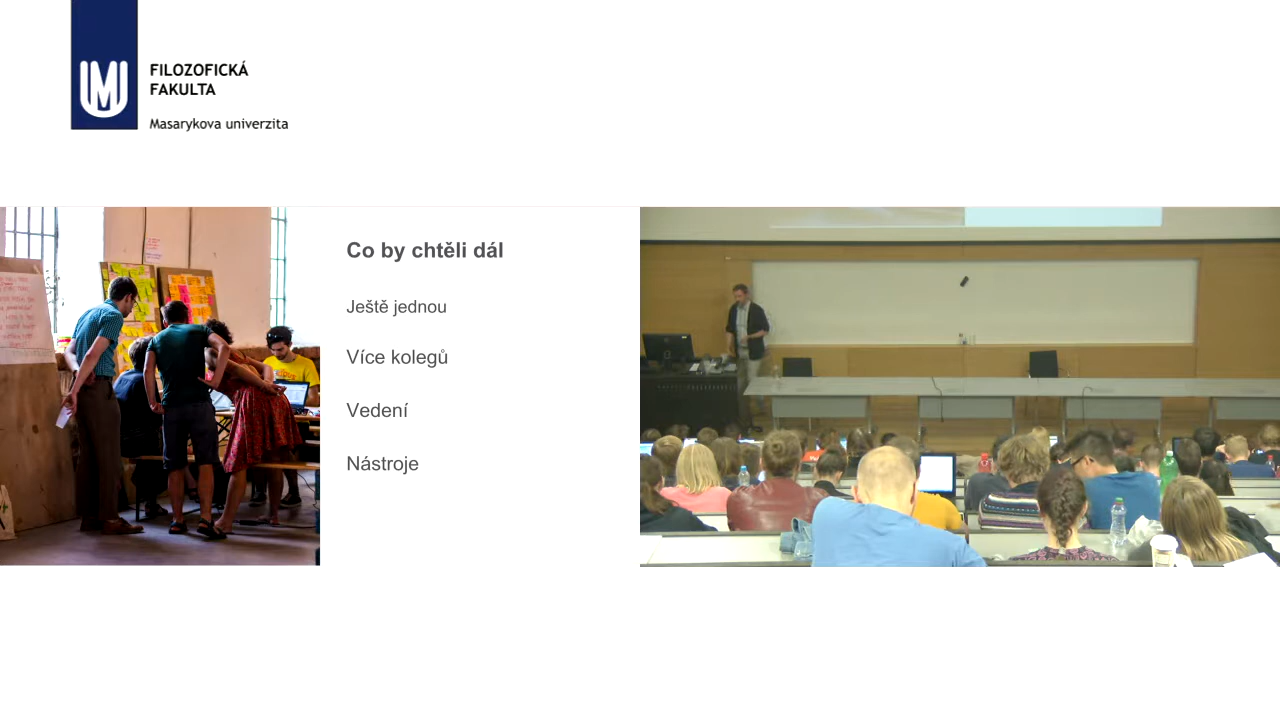 FILOZOFICKÁ
FAKULTA
Masarykova univerzita
Co by chtěli dál
Ještě jednou
Více kolegů
Vedení
Nástroje